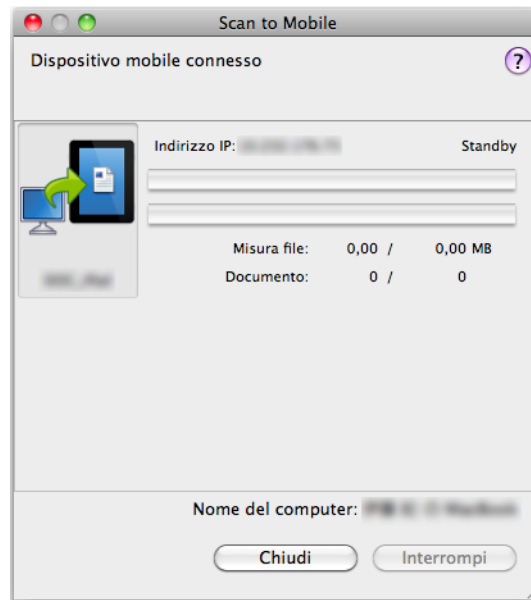 Scan to Mobile
Dispositivo mobile connesso
?
Indirizzo IP:
Standby
Misura file: 0,00 / 0,00 MB
Documento: 0 / 0
Nome del computer:
Chiudi
Interrompi